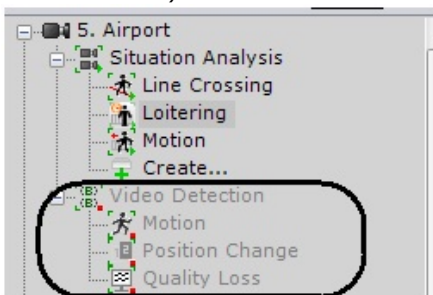 5. Airport
Situation Analysis
Line Crossing
Loitering
Motion
Create...
Video Detection
Motion
Position Change
Quality Loss